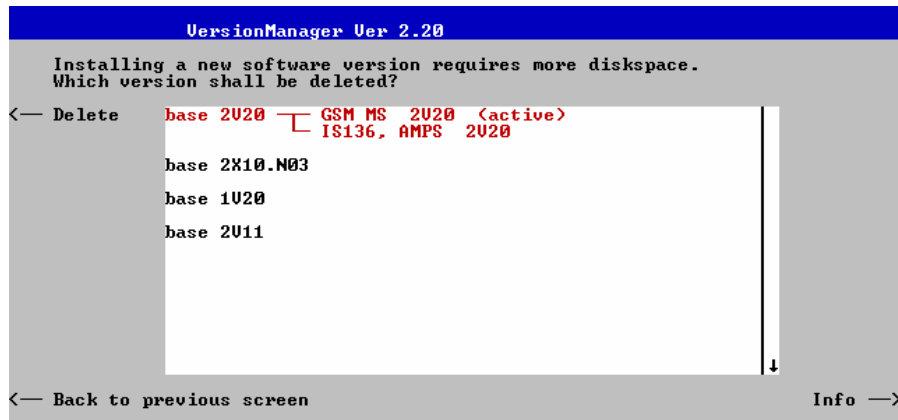 VersionManager Ver 2.20
Installing a new software version requires more diskspace.
Which version shall be deleted?
<— Delete
base 2V20 GSM MS 2V20 (active)
IS136, AMPS 2V20
base 2X10.N03
base 1V20
base 2V11
<— Back to previous screen
Info —>